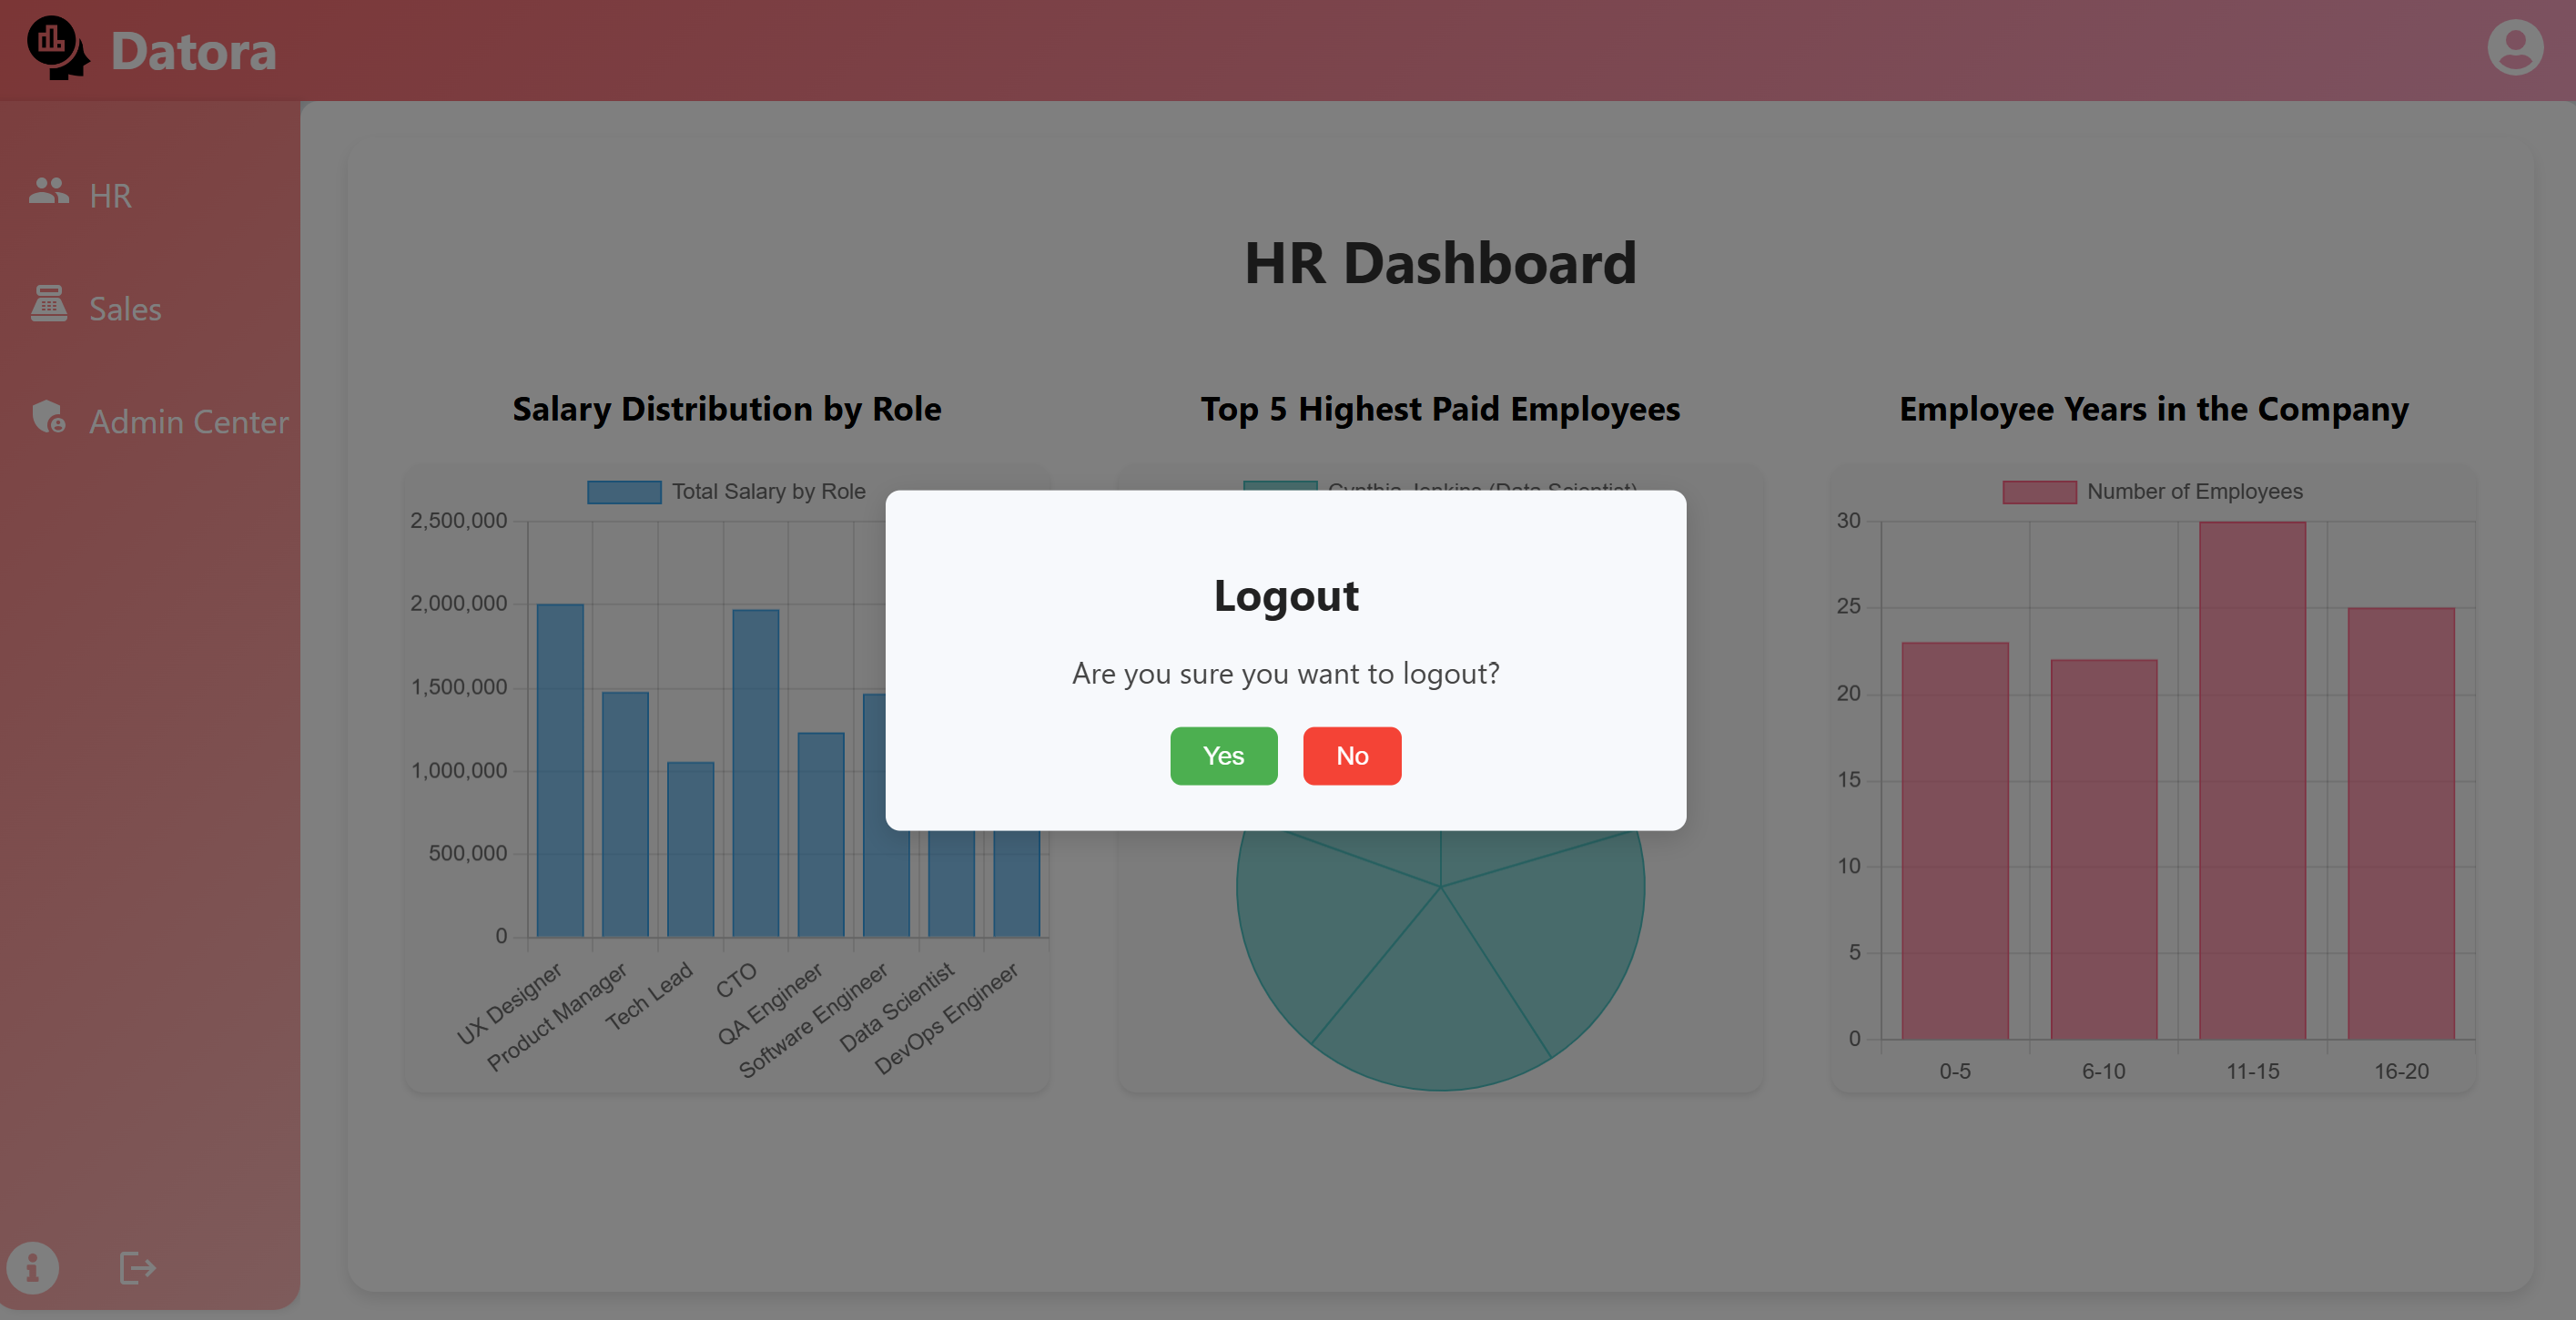 Datora
HR
Sales
Admin Center
HR Dashboard
Salary Distribution by Role
Total Salary by Role
2,500,000
2,000,000
1,500,000
1,000,000
500,000
0
UX Designer
Product Manager
Tech Lead
CTO
QA Engineer
Software Engineer
Data Scientist
DevOps Engineer
Top 5 Highest Paid Employees
Cynthia Jenkins (Data Scientist)
Logout
Are you sure you want to logout?
Yes
No
Employee Years in the Company
Number of Employees
30
25
20
15
10
5
0
0-5
6-10
11-15
16-20